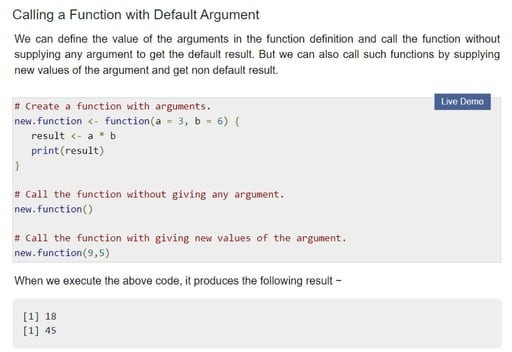 Calling a Function with Default Argument
We can define the value of the arguments in the function definition and call the function without
supplying any argument to get the default result. But we can also call such functions by supplying
new values of the argument and get non default result.
Live Demo
# Create a function with arguments.
new.function <- function(a = 3, b = 6) {
   result <- a * b
   print(result)
}
# Call the function without giving any argument.
new.function()
# Call the function with giving new values of the argument.
new.function(9,5)
When we execute the above code, it produces the following result −
[1] 18
[1] 45